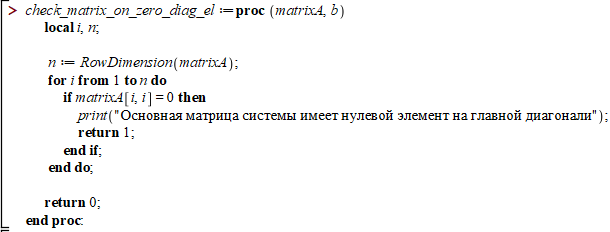 > check_matrix_on_zero_diag_el := proc (matrixA, b)
local i, n;
n := RowDimension(matrixA);
for i from 1 to n do
if matrixA[i, i] = 0 then
print("Основная матрица системы имеет нулевой элемент на главной диагонали");
return 1;
end if;
end do;
return 0;
end proc: